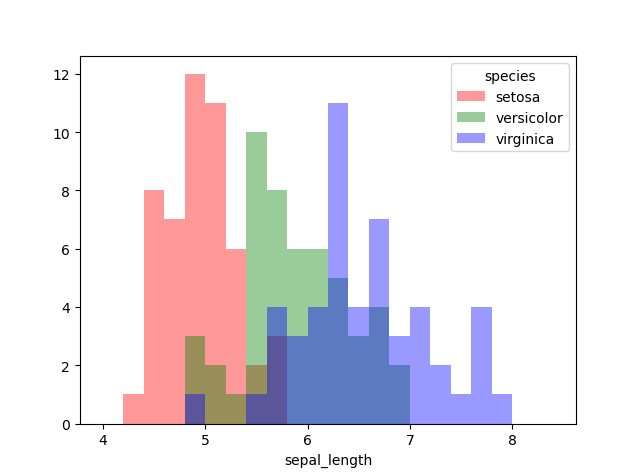 12
10
8
6
4
2
0
4 5 6 7 8
sepal_length
species
setosa
versicolor
virginica